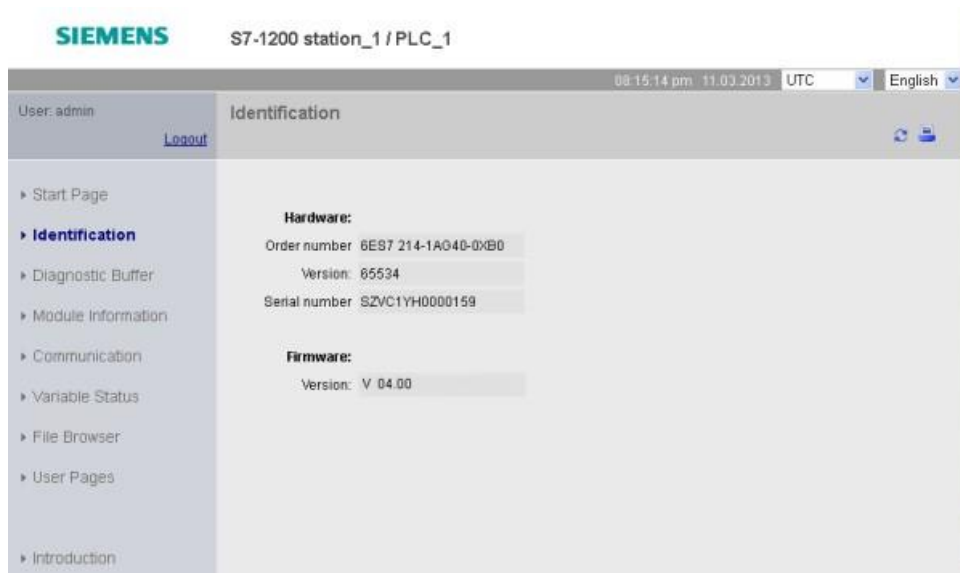 SIEMENS S7-1200 station_1 / PLC_1
08:15:14 pm 11.03.2013 UTC English
User: admin
Logout
Identification
Start Page
Identification
Diagnostic Buffer
Module Information
Communication
Variable Status
File Browser
User Pages
Introduction
Hardware:
Order number 6ES7 214-1AG40-0XB0
Version: 65534
Serial number SZVC1YH0000159
Firmware:
Version: V 04.00